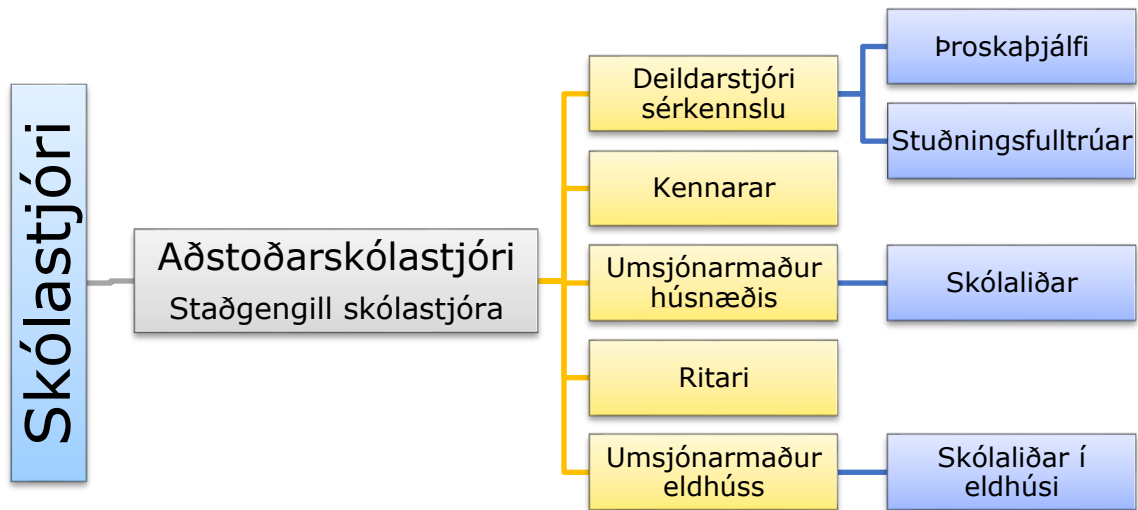 Skólastjóri
Aðstoðarskólastjóri
Staðgengill skólastjóra
Deildarstjóri
sérkennslu
Þroskaþjálfi
Stuðningsfulltrúar
Kennarar
Umsjónarmaður
húsnæðis
Skólaliðar
Ritari
Umsjónarmaður
eldhúss
Skólaliðar í
eldhúsi